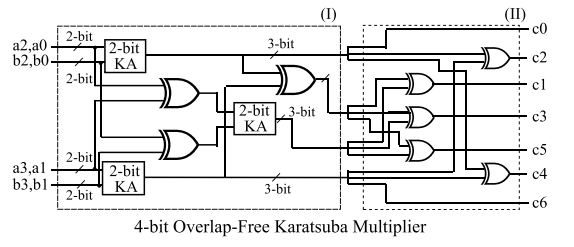 (I)
(II)
2-bit
a2,a0
b2,b0
2-bit
2-bit
KA
3-bit
c0
c2
c1
2-bit
KA
3-bit
c3
c5
2-bit
a3,a1
b3,b1
2-bit
2-bit
KA
3-bit
c4
c6
4-bit Overlap-Free Karatsuba Multiplier